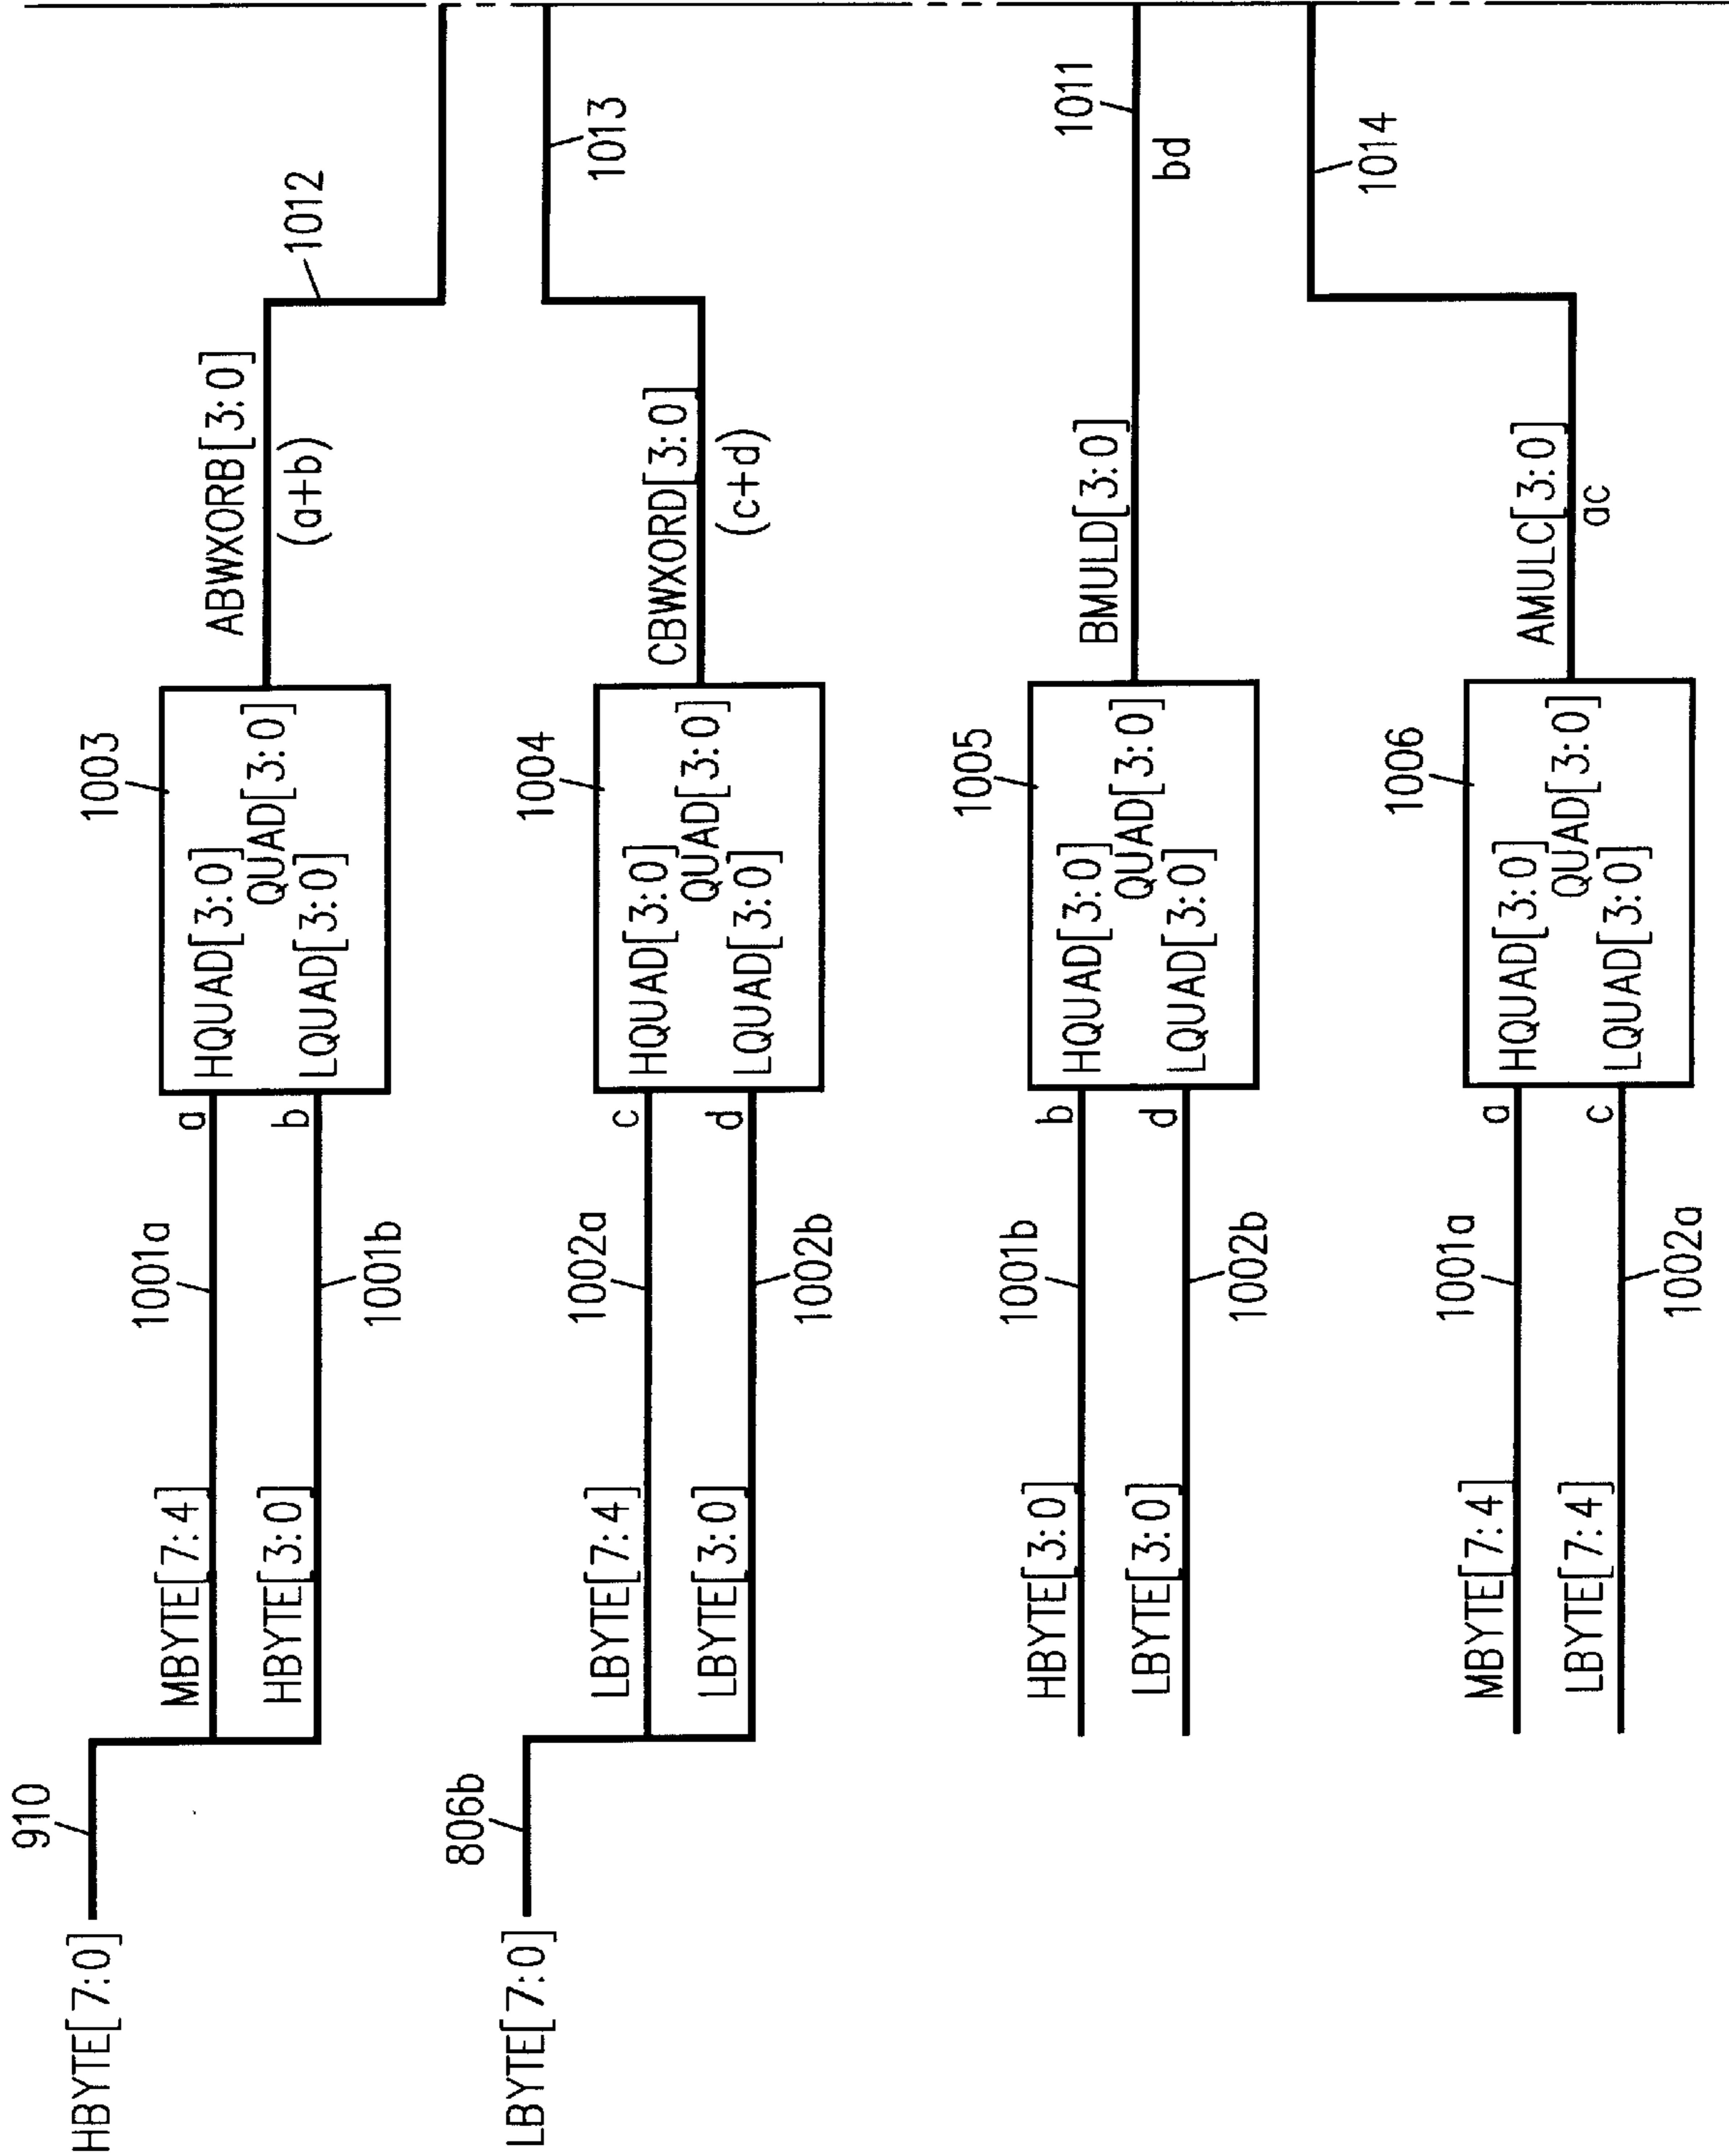 HBYTE[7:0]
910
MBYTE[7:4]
1001a
a
HBYTE[3:0]
1001b
b
1003
HQUAD[3:0]
QUAD[3:0]
LQUAD[3:0]
ABWXORB[3:0]
(a+b)
1012
LBYTE[7:0]
806b
LBYTE[7:4]
1002a
c
LBYTE[3:0]
1002b
d
1004
HQUAD[3:0]
QUAD[3:0]
LQUAD[3:0]
CBWXORD[3:0]
(c+d)
1013
HBYTE[3:0]
1001b
b
LBYTE[3:0]
1002b
d
1005
HQUAD[3:0]
QUAD[3:0]
LQUAD[3:0]
BMULD[3:0]
1011
bd
MBYTE[7:4]
1001a
a
LBYTE[7:4]
1002a
c
1006
HQUAD[3:0]
QUAD[3:0]
LQUAD[3:0]
AMULC[3:0]
ac
1014